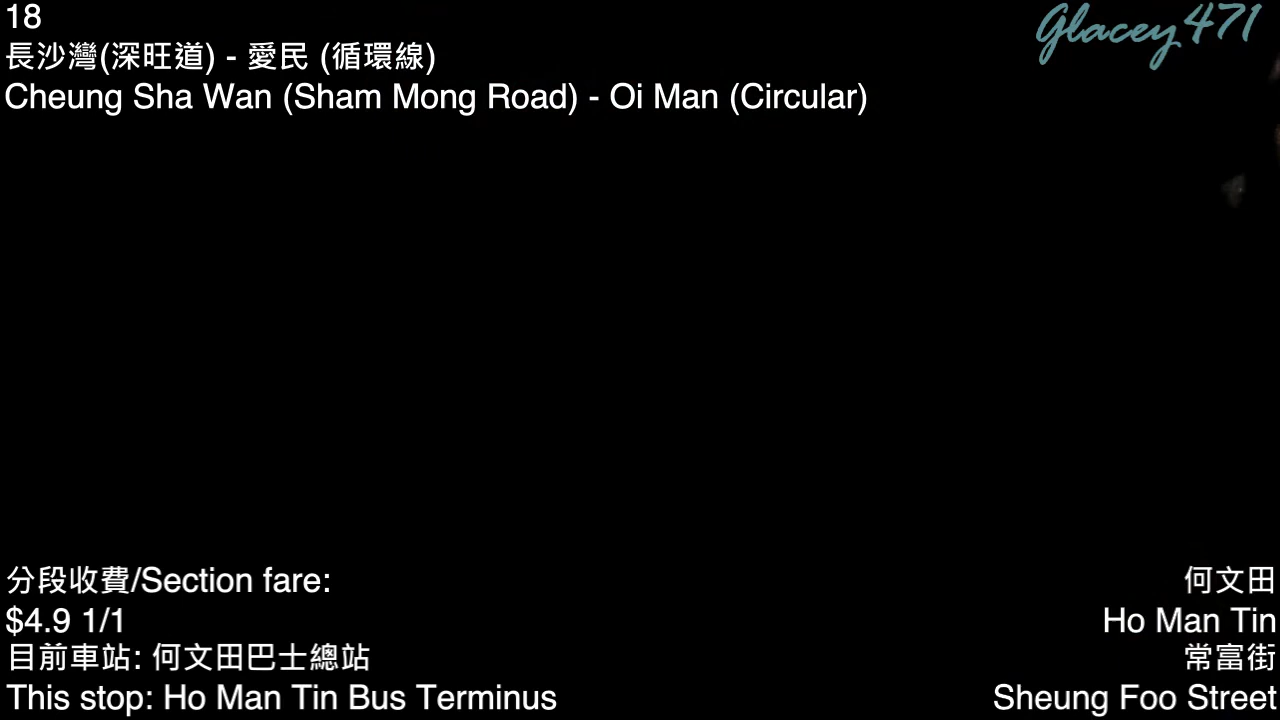 18
長沙灣(深旺道) - 愛民 (循環線)
Cheung Sha Wan (Sham Mong Road) - Oi Man (Circular)
Glacey471
分段收費/Section fare:
$4.9 1/1
目前車站: 何文田巴士總站
This stop: Ho Man Tin Bus Terminus
何文田
Ho Man Tin
常富街
Sheung Foo Street